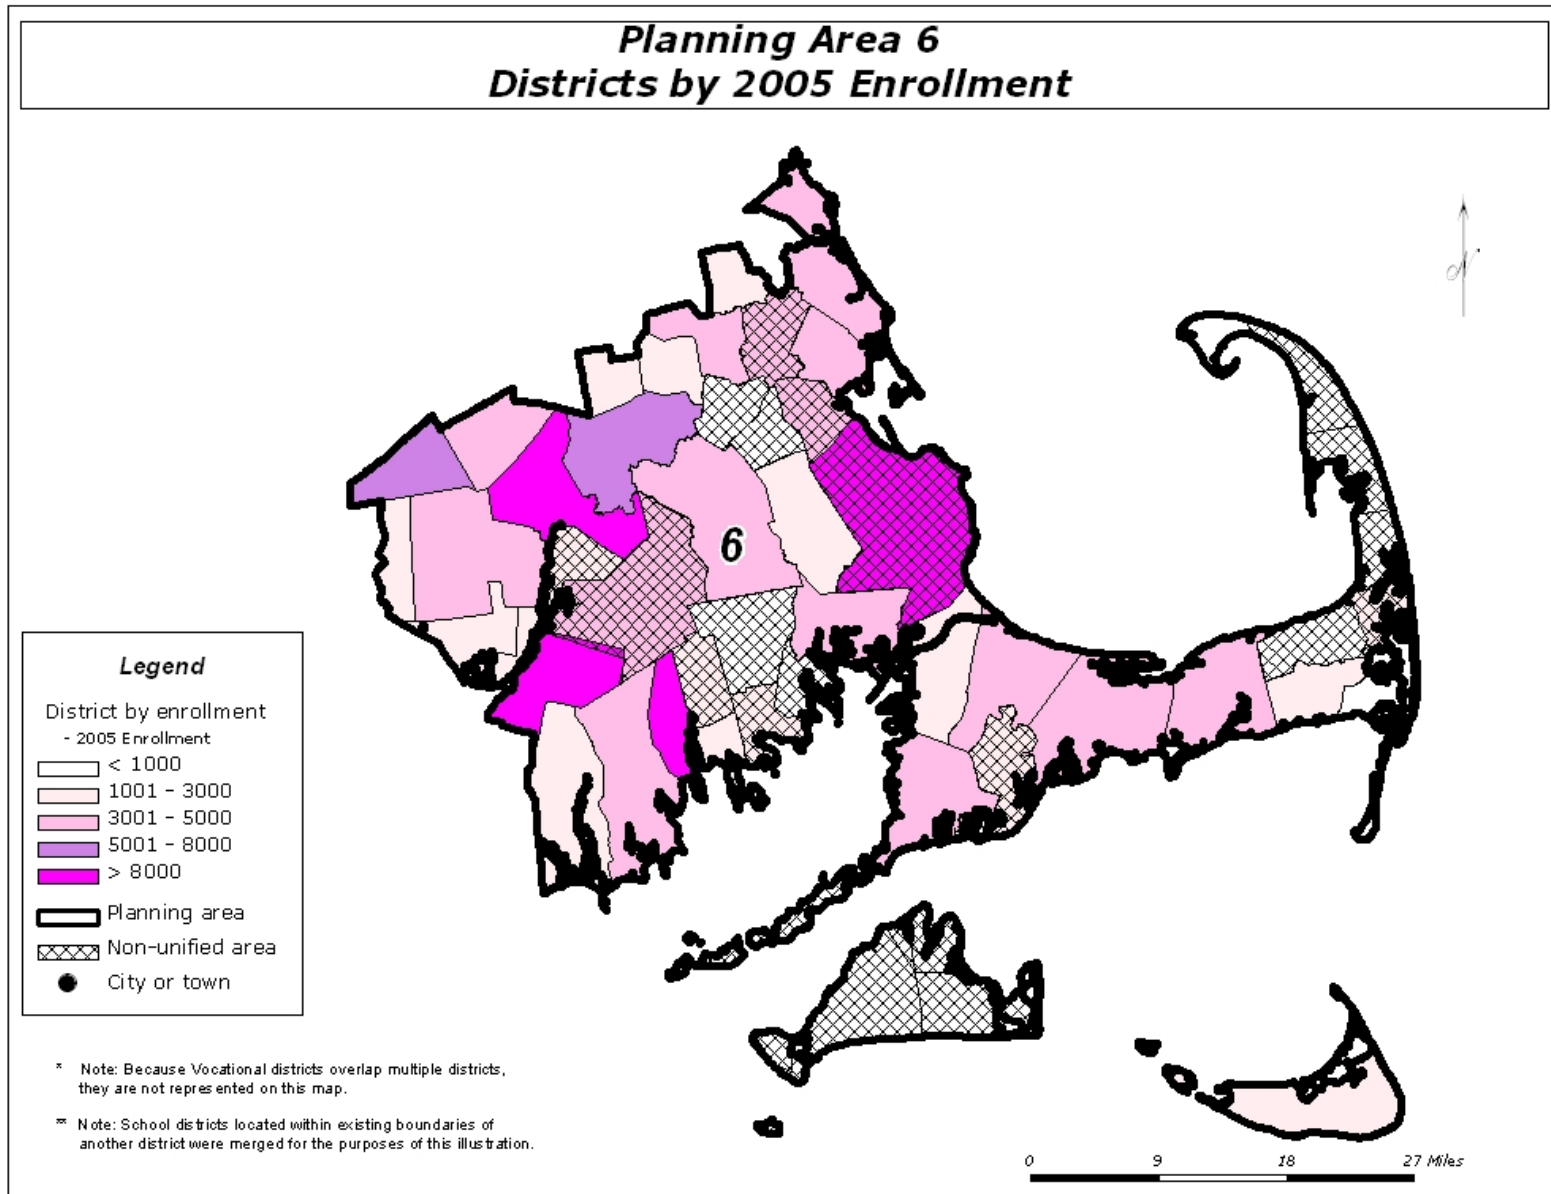 Planning Area 6
Districts by 2005 Enrollment
6
Legend
District by enrollment
- 2005 Enrollment
< 1000
1001 - 3000
3001 - 5000
5001 - 8000
> 8000
Planning area
Non-unified area
City or town
* Note: Because Vocational districts overlap multiple districts,
they are not represented on this map.
** Note: School districts located within existing boundaries of
another district were merged for the purposes of this illustration.
0 9 18 27 Miles